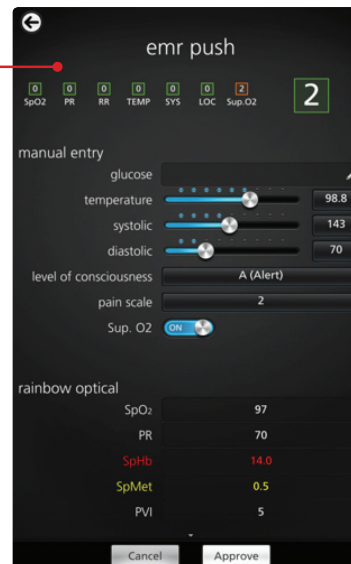 emr push
0 0 0 0 0 0 2 2
SpO2 PR RR TEMP SYS LOC Sup.O2
manual entry
glucose
temperature 98.8
systolic 143
diastolic 70
level of consciousness A (Alert)
pain scale 2
Sup. O2 ON
rainbow optical
SpO2 97
PR 70
SpHb 14.0
SpMet 0.5
PVI 5
Cancel Approve